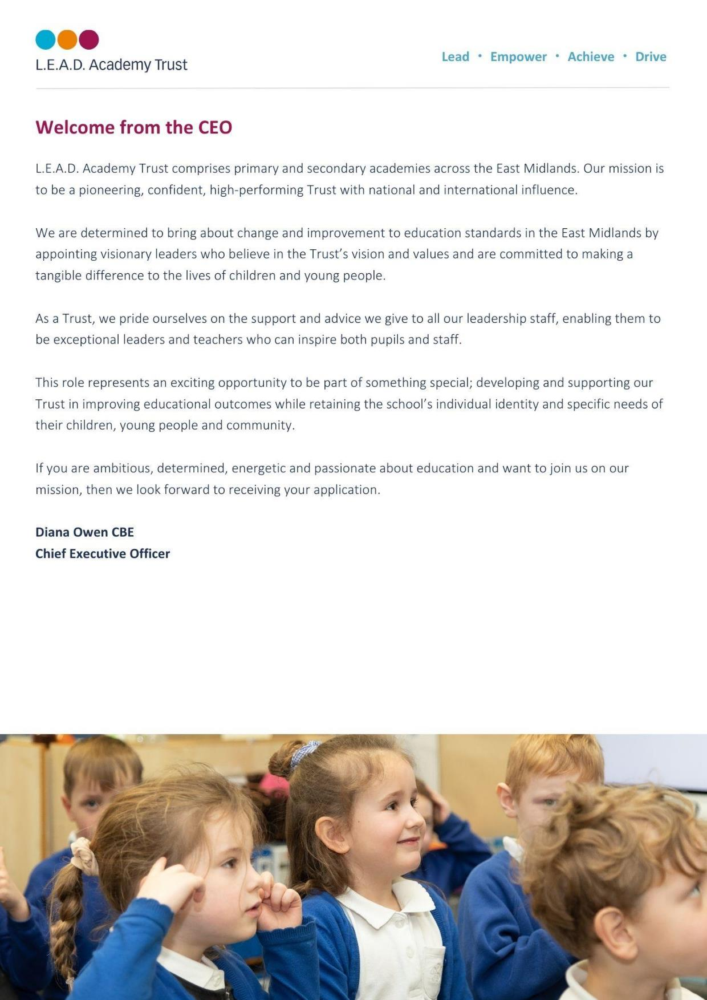 L.E.A.D. Academy Trust
Lead • Empower • Achieve • Drive
Welcome from the CEO
L.E.A.D. Academy Trust comprises primary and secondary academies across the East Midlands. Our mission is
to be a pioneering, confident, high-performing Trust with national and international influence.
We are determined to bring about change and improvement to education standards in the East Midlands by
appointing visionary leaders who believe in the Trust’s vision and values and are committed to making a
tangible difference to the lives of children and young people.
As a Trust, we pride ourselves on the support and advice we give to all our leadership staff, enabling them to
be exceptional leaders and teachers who can inspire both pupils and staff.
This role represents an exciting opportunity to be part of something special; developing and supporting our
Trust in improving educational outcomes while retaining the school’s individual identity and specific needs of
their children, young people and community.
If you are ambitious, determined, energetic and passionate about education and want to join us on our
mission, then we look forward to receiving your application.
Diana Owen CBE
Chief Executive Officer